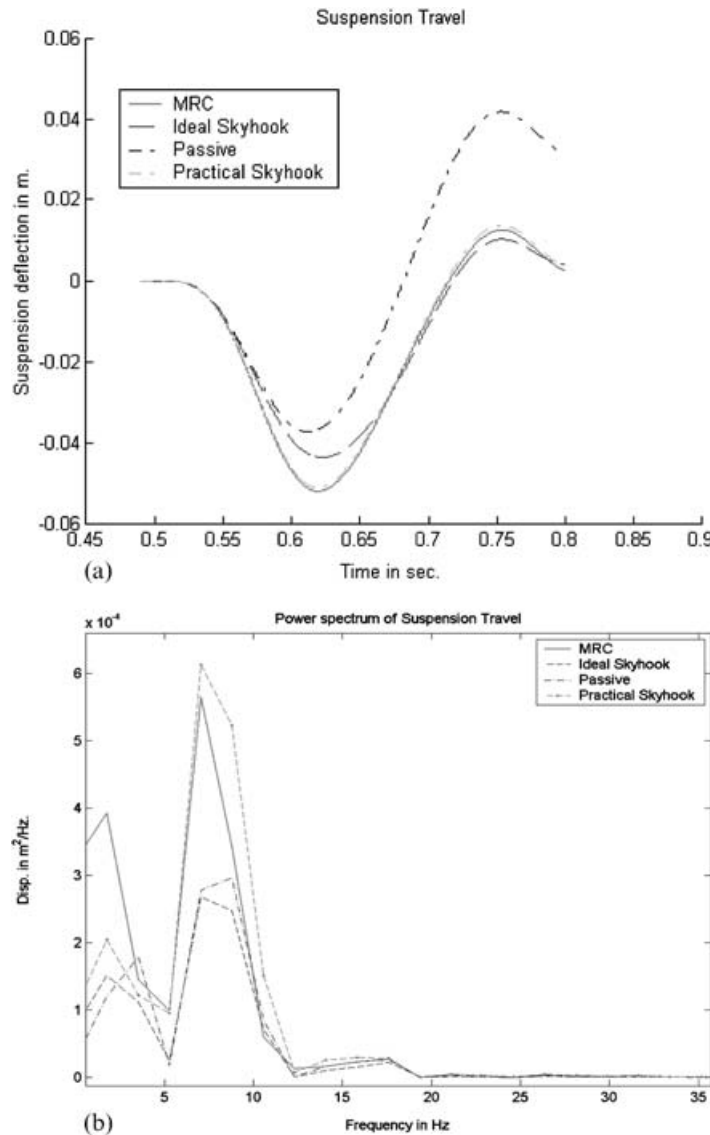 Suspension Travel
0.06
0.04
0.02
0
-0.02
-0.04
-0.06
Suspension deflection in m.
MRC
Ideal Skyhook
Passive
Practical Skyhook
0.45 0.5 0.55 0.6 0.65 0.7 0.75 0.8 0.85 0.9
(a) Time in sec.
x 10⁻⁴
Power spectrum of Suspension Travel
6
5
4
3
2
1
0
Disp. in m²/Hz.
MRC
Ideal Skyhook
Passive
Practical Skyhook
5 10 15 20 25 30 35
(b) Frequency in Hz